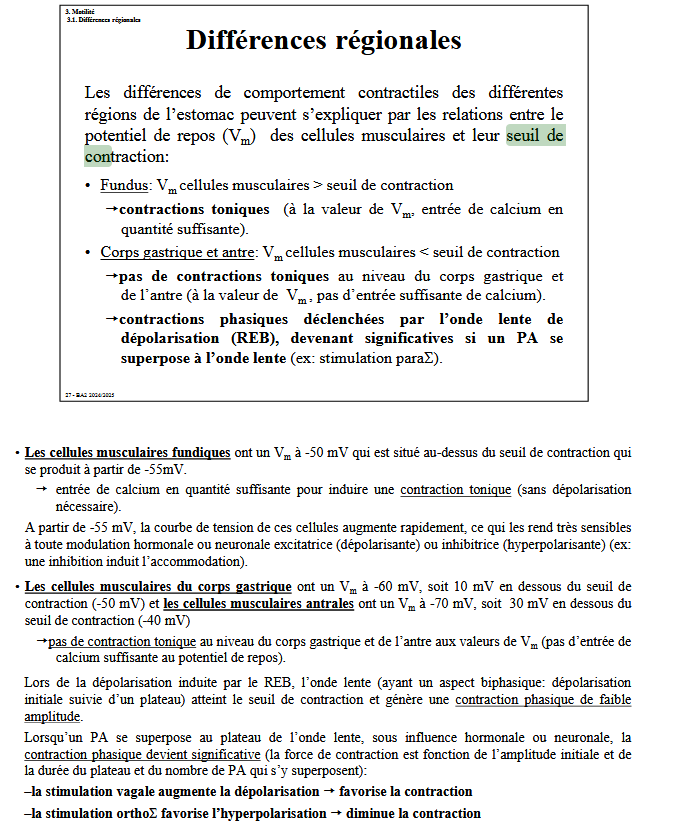 3. Motilité
3.1. Différences régionales
Différences régionales
Les différences de comportement contractiles des différentes
régions de l’estomac peuvent s’expliquer par les relations entre le
potentiel de repos (Vm) des cellules musculaires et leur seuil de
contraction:
• Fundus: Vm cellules musculaires > seuil de contraction
→contractions toniques (à la valeur de Vm, entrée de calcium en
quantité suffisante).
• Corps gastrique et antre: Vm cellules musculaires < seuil de contraction
→pas de contractions toniques au niveau du corps gastrique et
de l’antre (à la valeur de Vm, pas d’entrée suffisante de calcium).
→contractions phasiques déclenchées par l’onde lente de
dépolarisation (REB), devenant significatives si un PA se
superpose à l’onde lente (ex: stimulation paraΣ).
27 - BA2 2024/2025
• Les cellules musculaires fundiques ont un Vm à -50 mV qui est situé au-dessus du seuil de contraction qui
se produit à partir de -55mV.
→ entrée de calcium en quantité suffisante pour induire une contraction tonique (sans dépolarisation
nécessaire).
A partir de -55 mV, la courbe de tension de ces cellules augmente rapidement, ce qui les rend très sensibles
à toute modulation hormonale ou neuronale excitatrice (dépolarisante) ou inhibitrice (hyperpolarisante) (ex:
une inhibition induit l’accommodation).
• Les cellules musculaires du corps gastrique ont un Vm à -60 mV, soit 10 mV en dessous du seuil de
contraction (-50 mV) et les cellules musculaires antrales ont un Vm à -70 mV, soit 30 mV en dessous du
seuil de contraction (-40 mV)
→pas de contraction tonique au niveau du corps gastrique et de l’antre aux valeurs de Vm (pas d’entrée de
calcium suffisante au potentiel de repos).
Lors de la dépolarisation induite par le REB, l’onde lente (ayant un aspect biphasique: dépolarisation
initiale suivie d’un plateau) atteint le seuil de contraction et génère une contraction phasique de faible
amplitude.
Lorsqu’un PA se superpose au plateau de l’onde lente, sous influence hormonale ou neuronale, la
contraction phasique devient significative (la force de contraction est fonction de l’amplitude initiale et de
la durée du plateau et du nombre de PA qui s’y superposent):
–la stimulation vagale augmente la dépolarisation → favorise la contraction
–la stimulation orthoΣ favorise l’hyperpolarisation → diminue la contraction